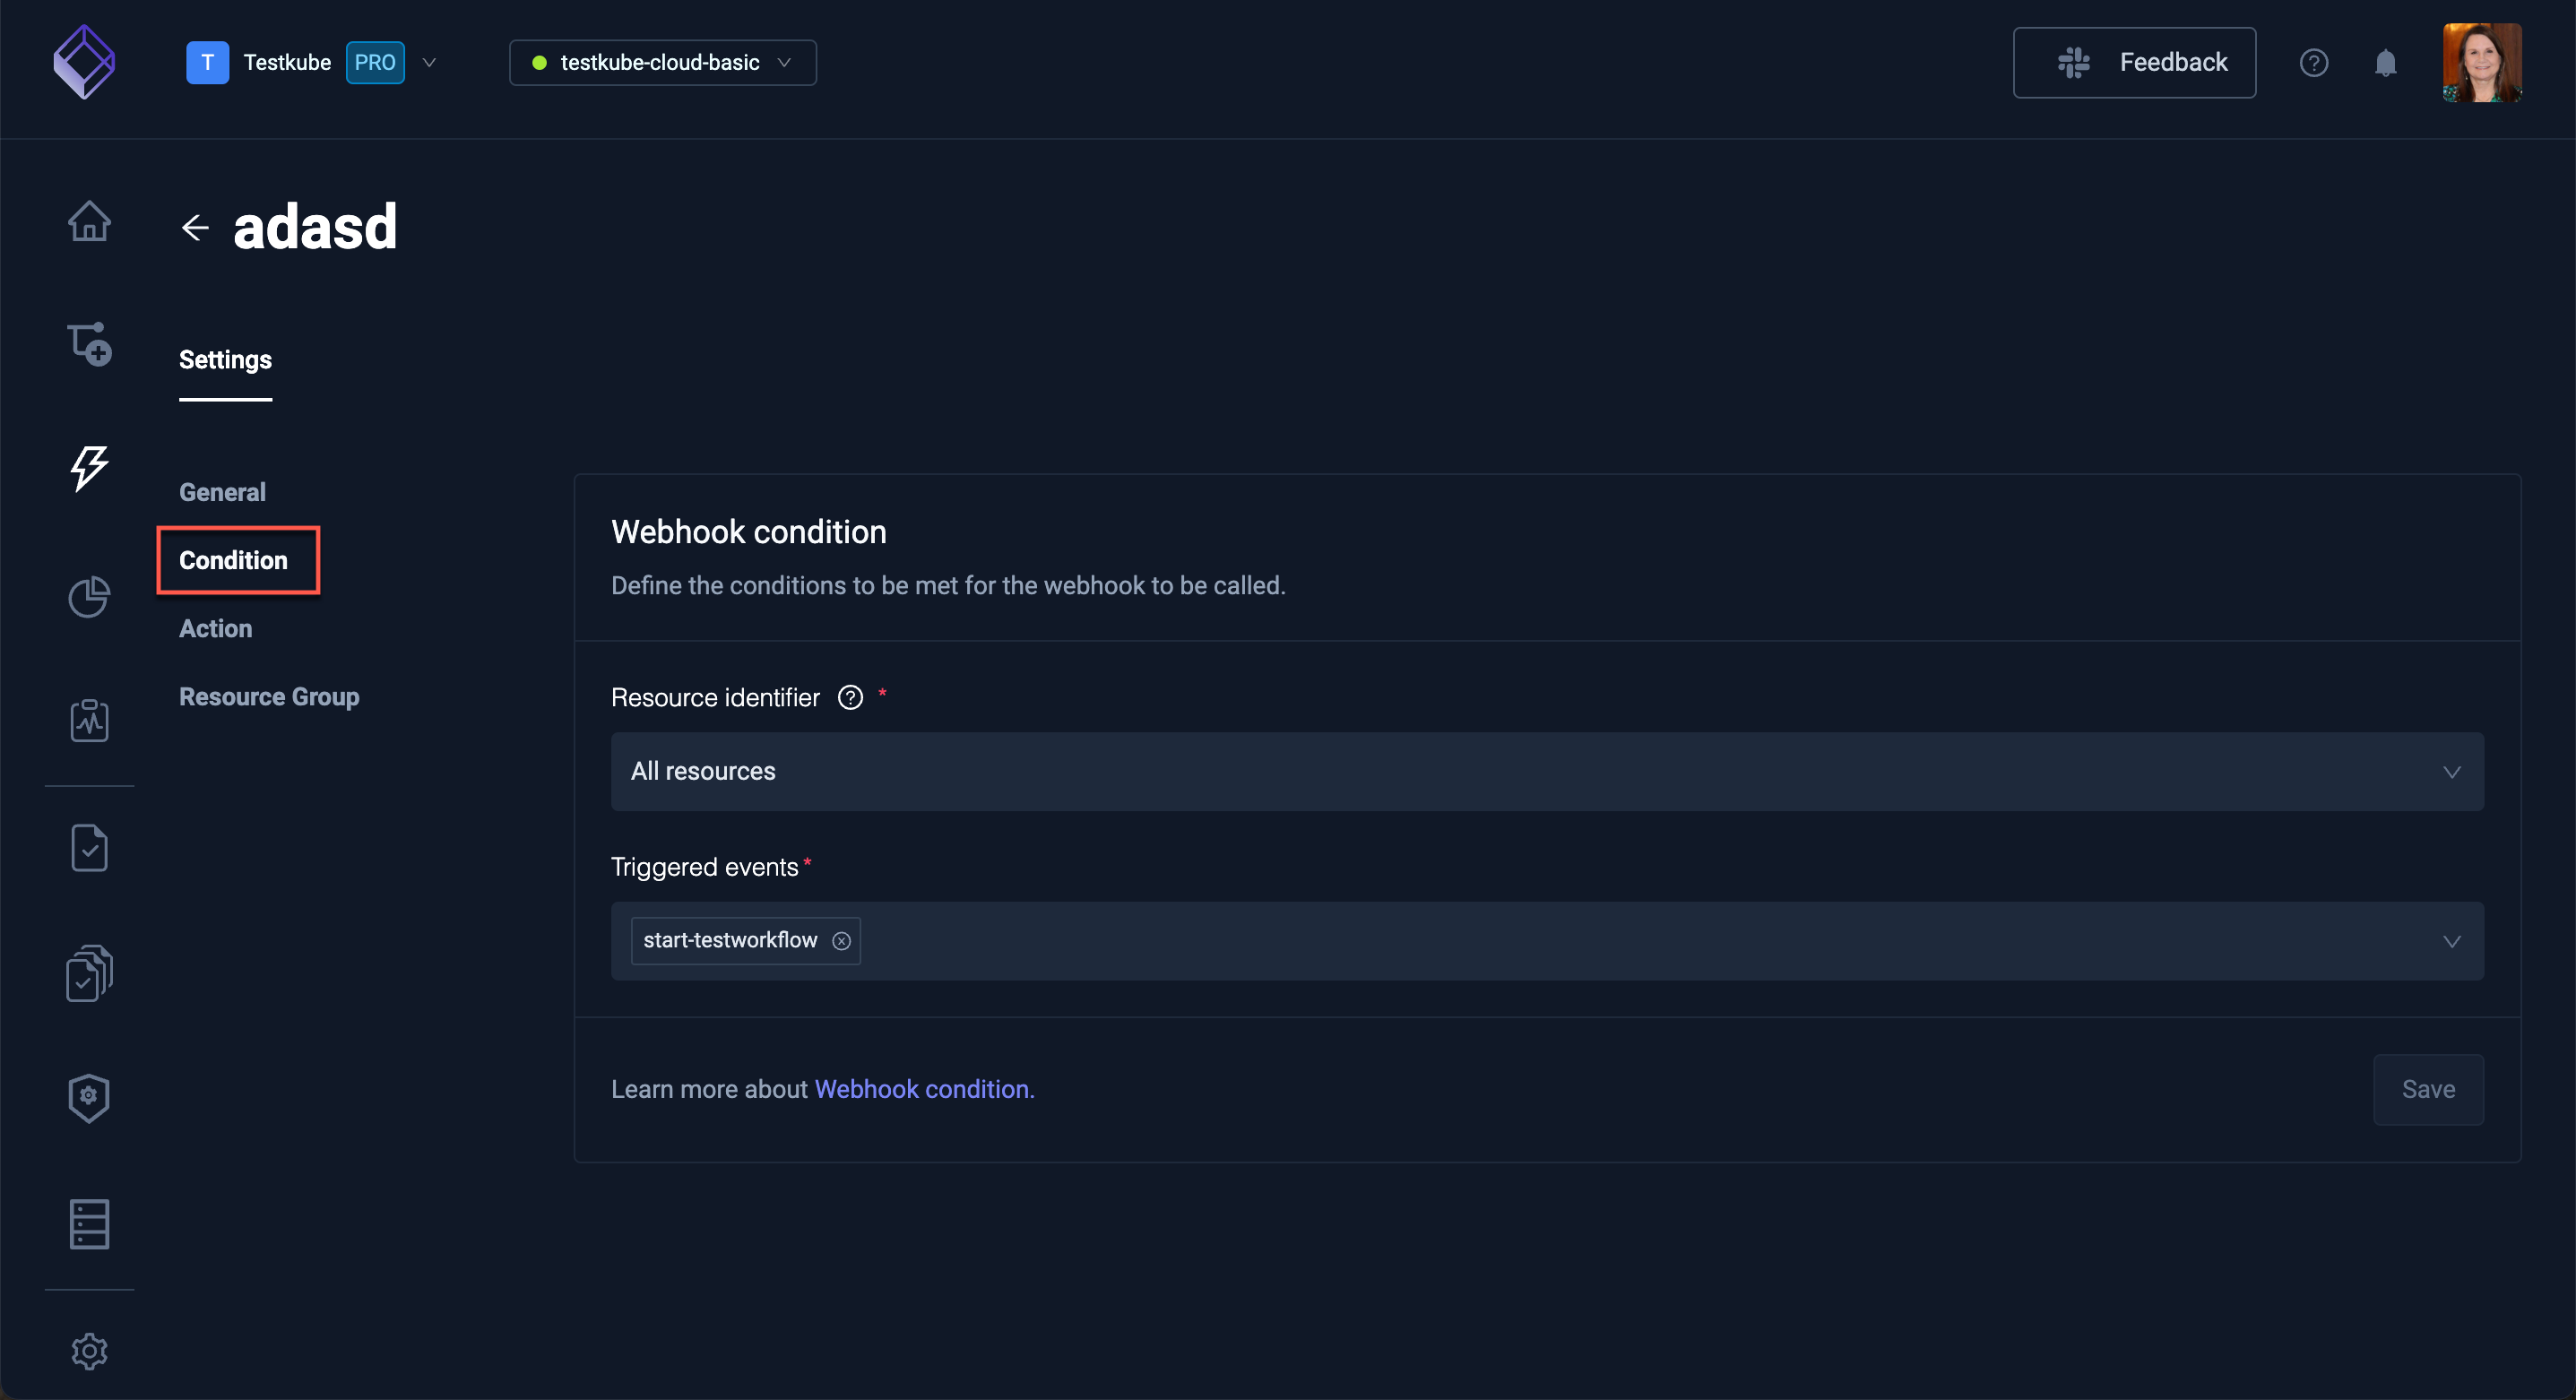 T Testkube PRO
testkube-cloud-basic
Feedback
adasd
Settings
General
Condition
Action
Resource Group
Webhook condition
Define the conditions to be met for the webhook to be called.
Resource identifier ? *
All resources
Triggered events*
start-testworkflow
Learn more about Webhook condition.
Save